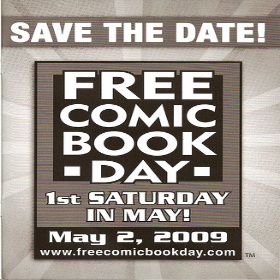 SAVE THE DATE!
FREE
COMIC
BOOK
DAY
1st SATURDAY
IN MAY!
May 2, 2009
www.freecomicbookday.com
TM